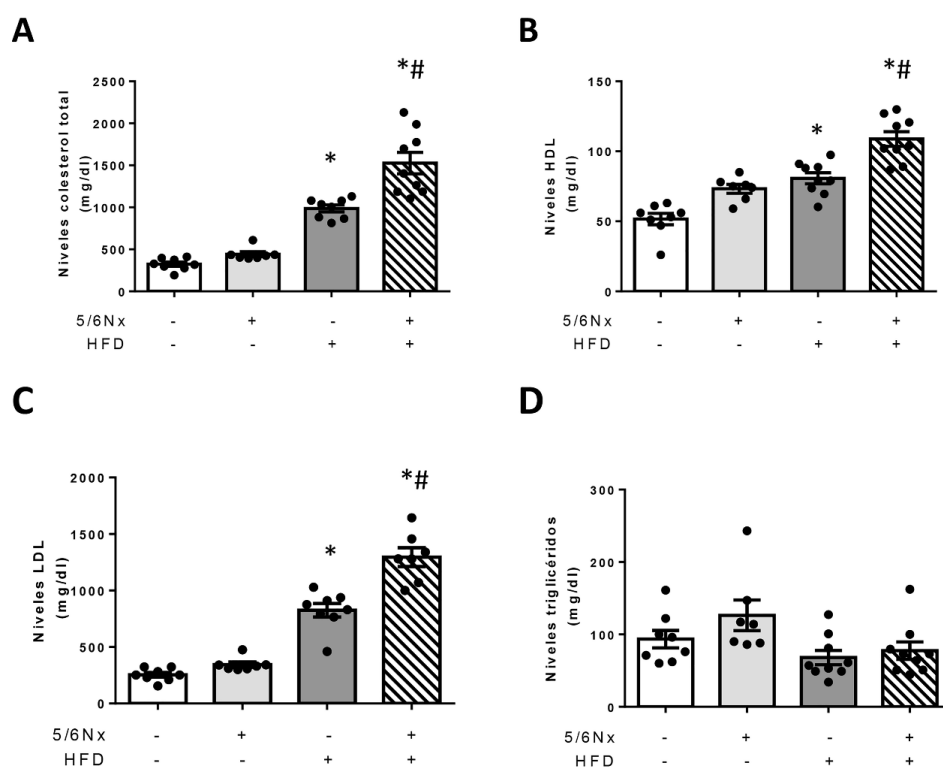 A
Niveles colesterol total
(mg/dl)
2500
2000
1500
1000
500
0
*
*#
5/6Nx - + - +
HFD - - + +
B
Niveles HDL
(mg/dl)
150
100
50
0
*
*#
5/6Nx - + - +
HFD - - + +
C
Niveles LDL
(mg/dl)
2000
1500
1000
500
0
*
*#
5/6Nx - + - +
HFD - - + +
D
Niveles triglicéridos
(mg/dl)
300
200
100
0
5/6Nx - + - +
HFD - - + +